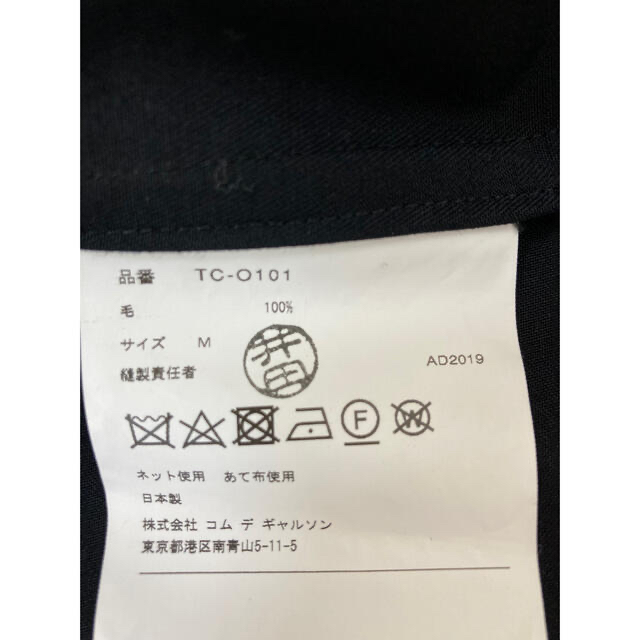 品番 TC-O101
毛 100%
サイズ M
井田
縫製責任者
AD2019
F W
ネット使用 あて布使用
日本製
株式会社 コム デ ギャルソン
東京都港区南青山5-11-5